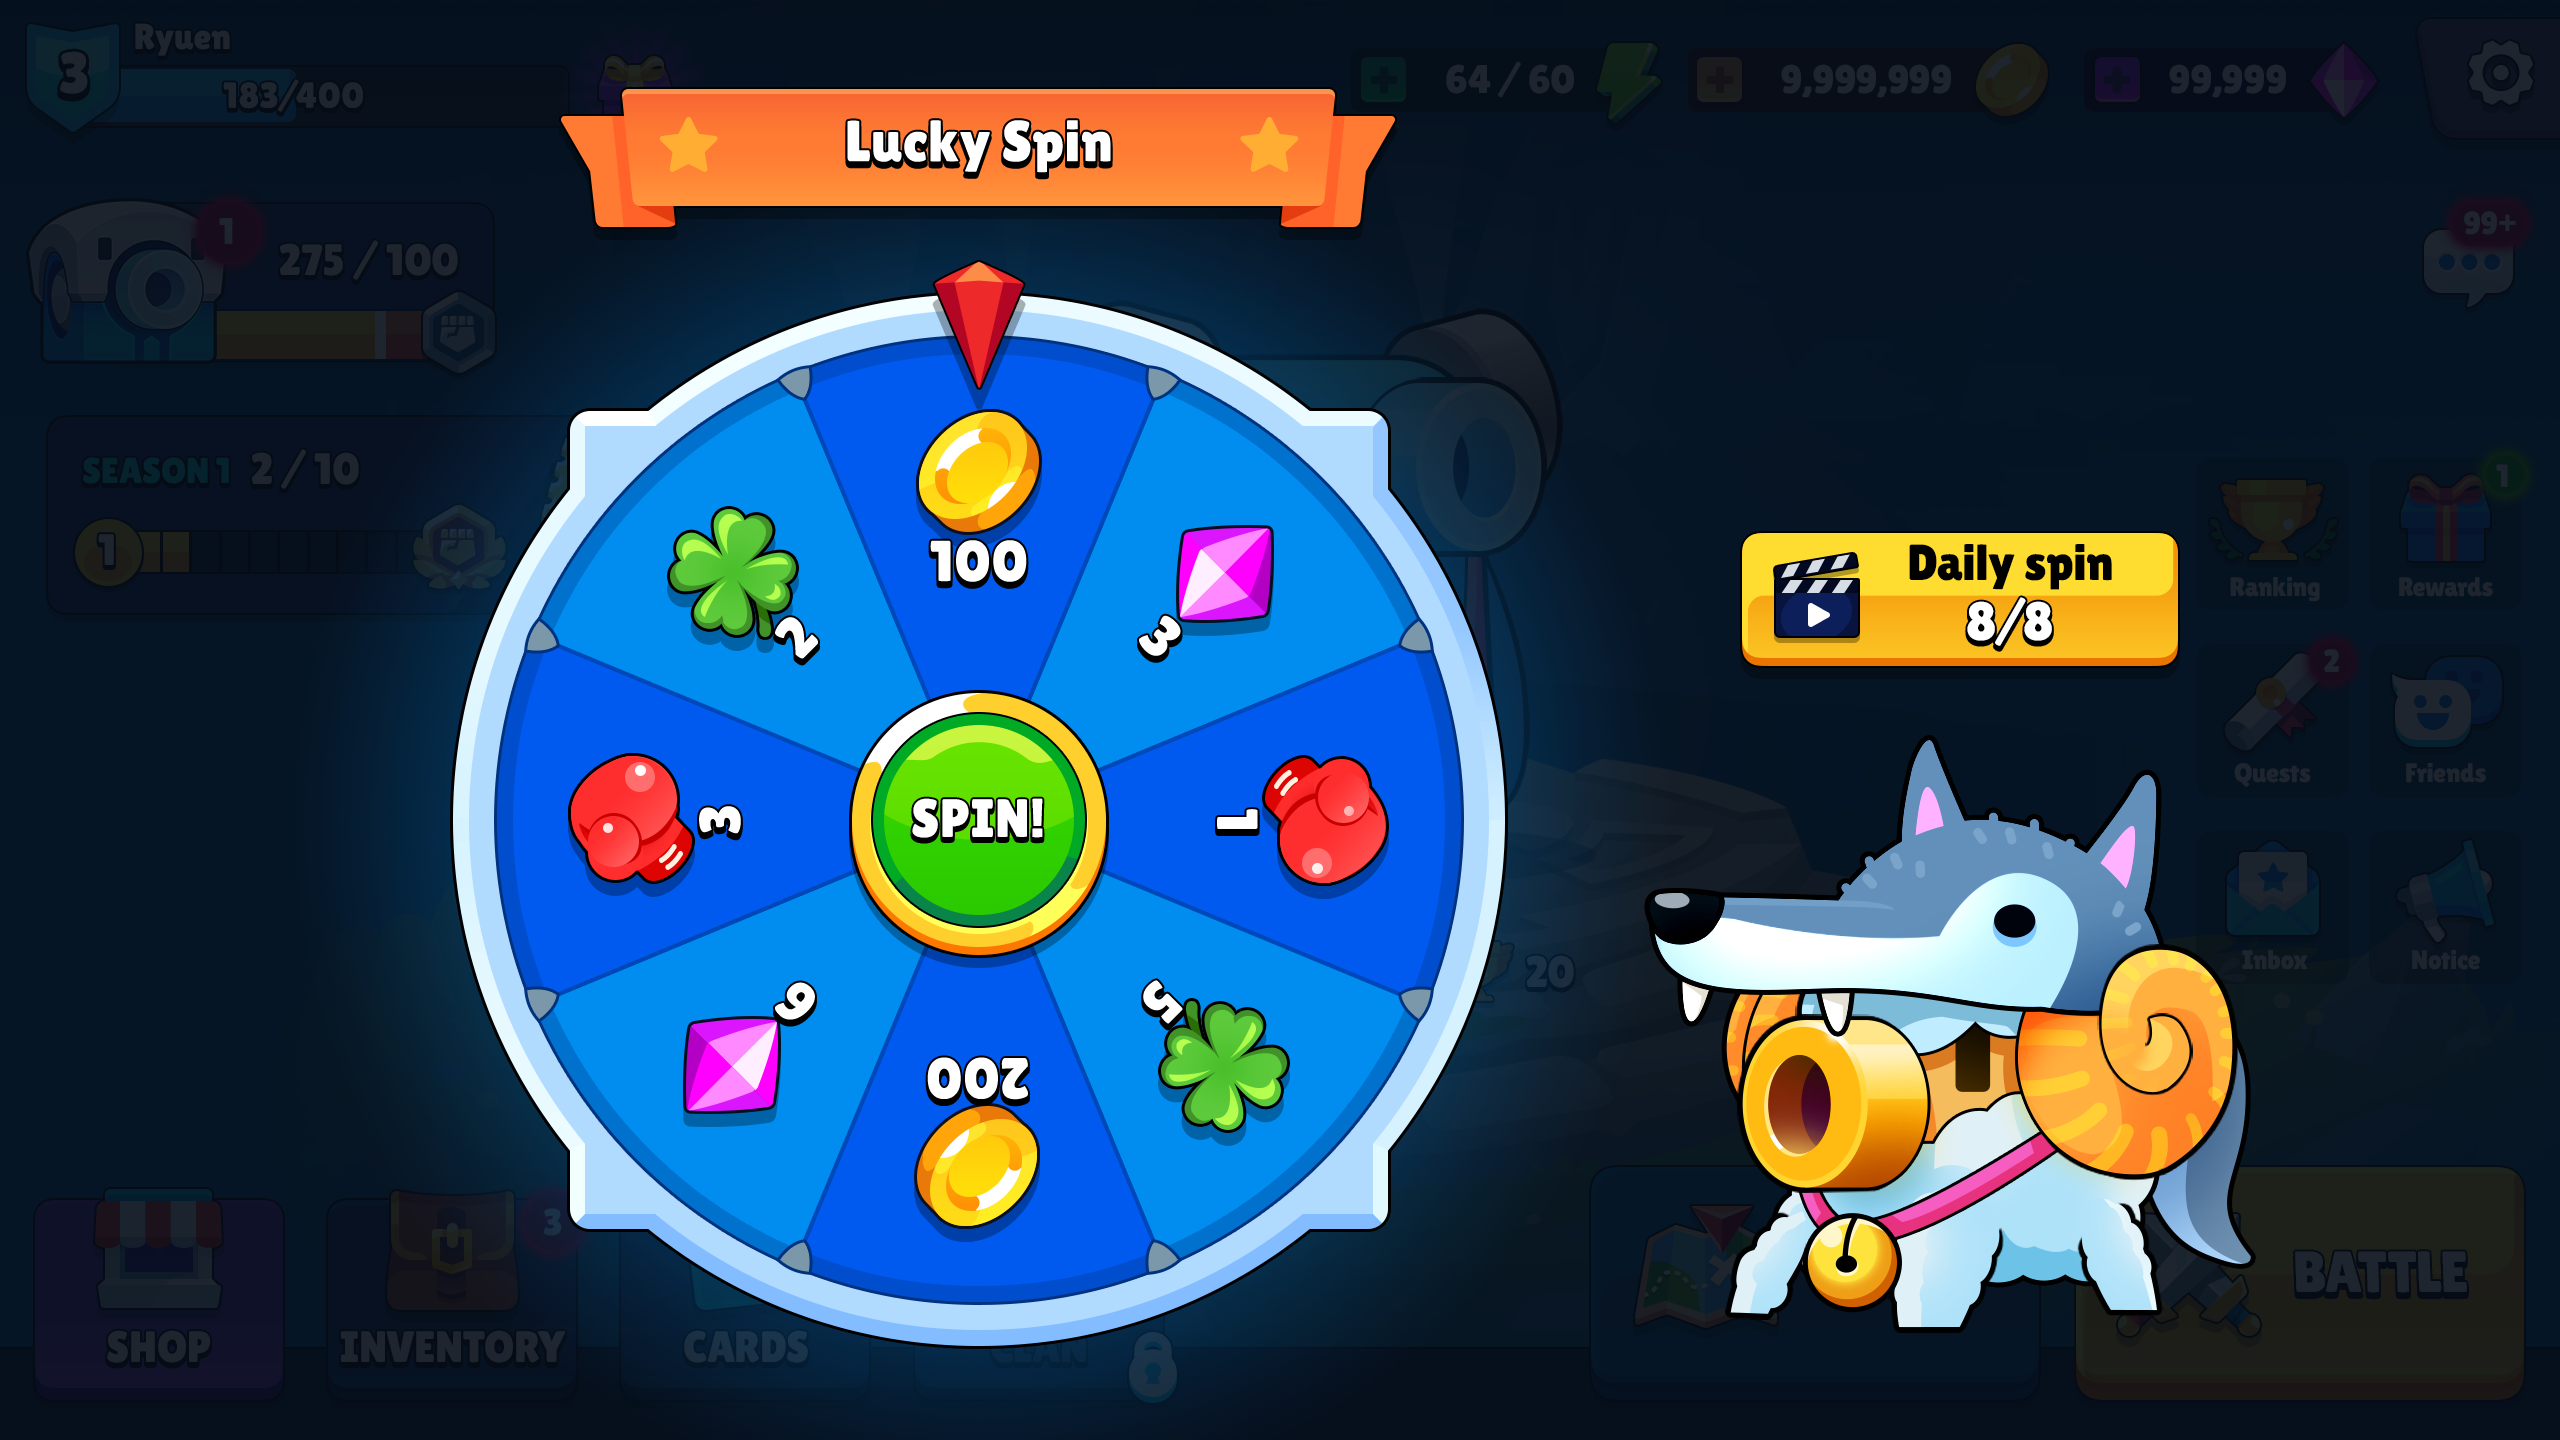 Ryuen
3
183/400
64 / 60
9,999,999
99,999
Lucky Spin
1
275 / 100
99+
SEASON 1 2 / 10
1
100
3
1
5
200
6
3
2
SPIN!
Daily spin
8/8
Ranking
1
Rewards
2
Quests
Friends
Inbox
Notice
20
SHOP
3
INVENTORY
CARDS
CLAN
BATTLE